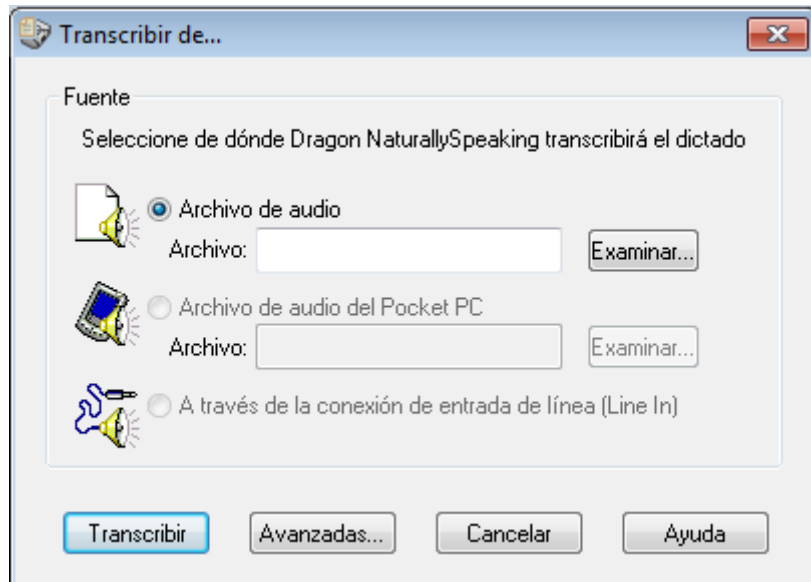 Transcribir de...
Fuente
Seleccione de dónde Dragon NaturallySpeaking transcribirá el dictado
Archivo de audio
Archivo: Examinar...
Archivo de audio del Pocket PC
Archivo: Examinar...
A través de la conexión de entrada de línea (Line In)
Transcribir Avanzadas... Cancelar Ayuda